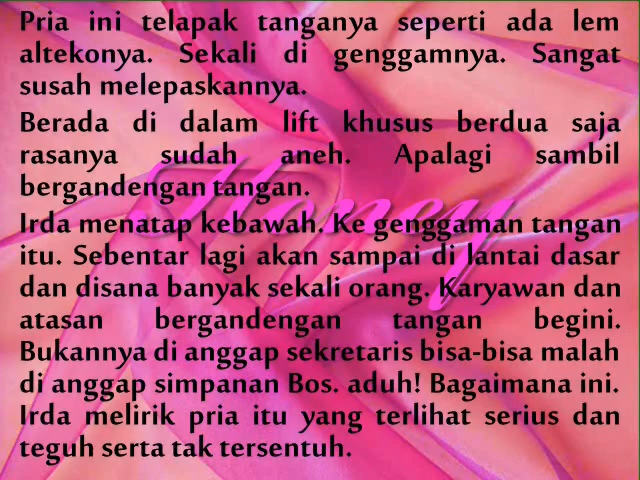 Pria ini telapak tanganya seperti ada lem
altekonya. Sekali di genggamnya. Sangat
susah melepaskannya.
Berada di dalam lift khusus berdua saja
rasanya sudah aneh. Apalagi sambil
bergandengan tangan.
Honey
Irda menatap kebawah. Ke genggaman tangan
itu. Sebentar lagi akan sampai di lantai dasar
dan disana banyak sekali orang. Karyawan dan
atasan bergandengan tangan begini.
Bukannya di anggap sekretaris bisa-bisa malah
di anggap simpanan Bos. aduh! Bagaimana ini.
Irda melirik pria itu yang terlihat serius dan
teguh serta tak tersentuh.